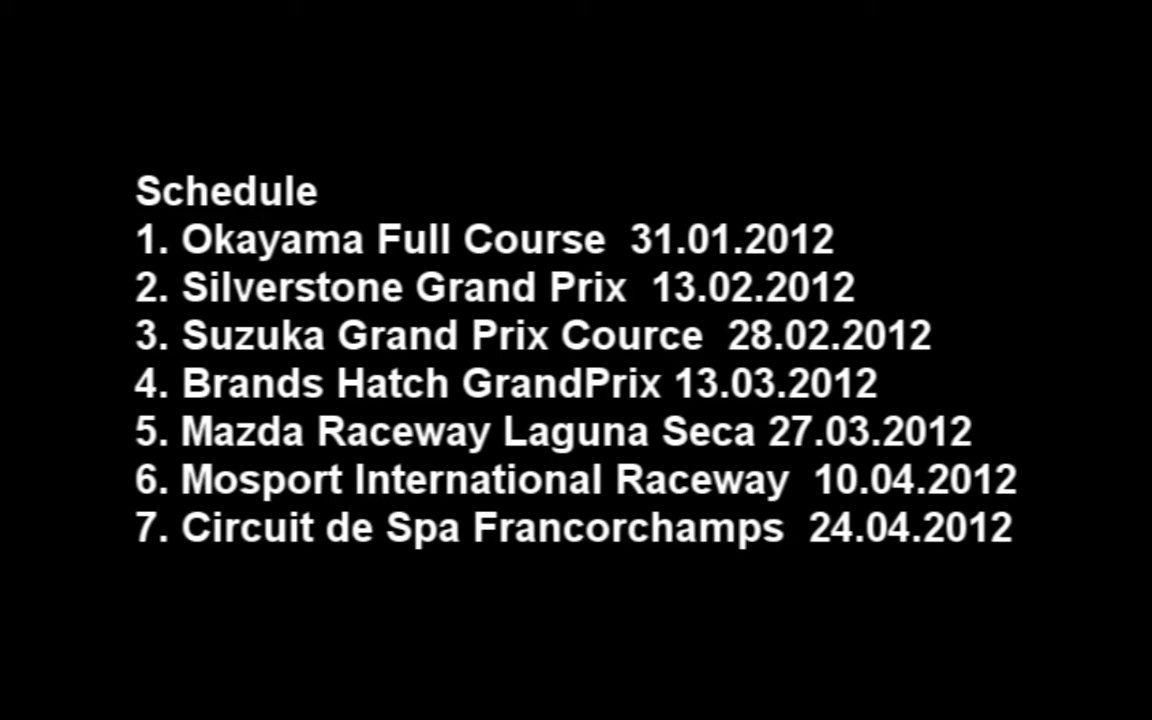 Schedule
1. Okayama Full Course 31.01.2012
2. Silverstone Grand Prix 13.02.2012
3. Suzuka Grand Prix Cource 28.02.2012
4. Brands Hatch GrandPrix 13.03.2012
5. Mazda Raceway Laguna Seca 27.03.2012
6. Mosport International Raceway 10.04.2012
7. Circuit de Spa Francorchamps 24.04.2012